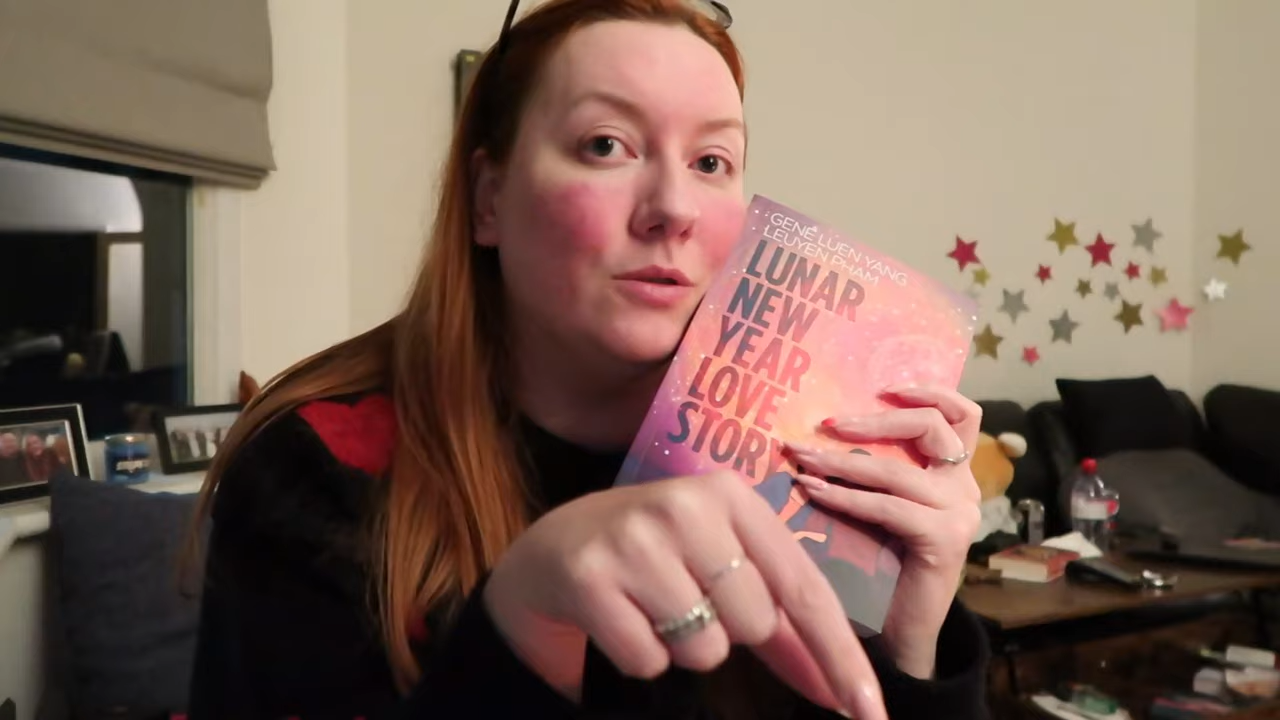 GENE LUEN YANG
LEUYEN PHAM
LUNAR
NEW
YEAR
LOVE
STORY